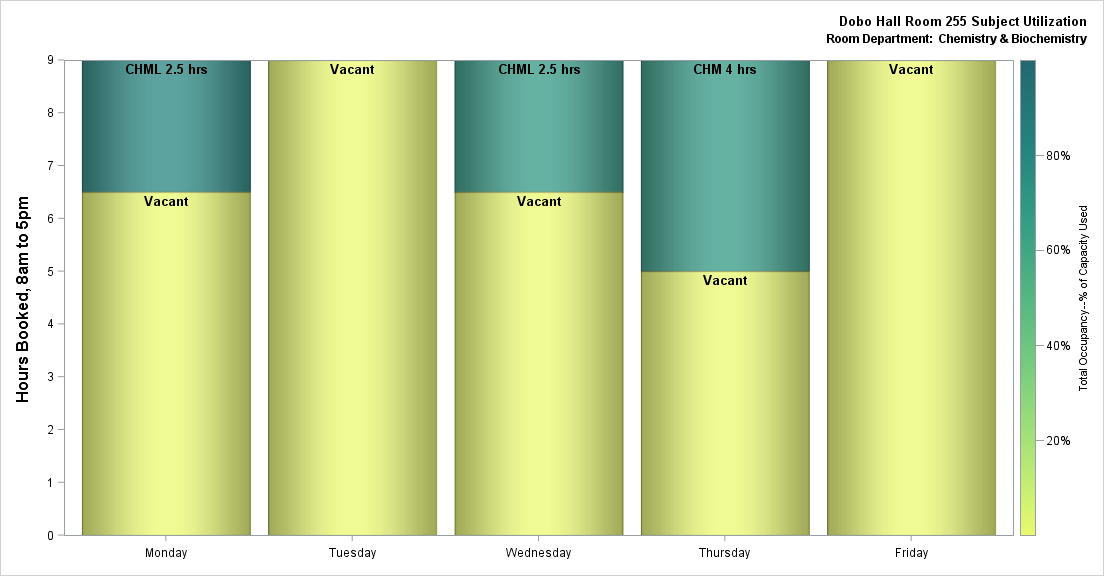 Dobo Hall Room 255 Subject Utilization
Room Department: Chemistry & Biochemistry
Hours Booked, 8am to 5pm
9
8
7
6
5
4
3
2
1
0
CHML 2.5 hrs
Vacant
Vacant
CHML 2.5 hrs
Vacant
CHM 4 hrs
Vacant
Vacant
Monday
Tuesday
Wednesday
Thursday
Friday
80%
60%
40%
20%
Total Occupancy--% of Capacity Used